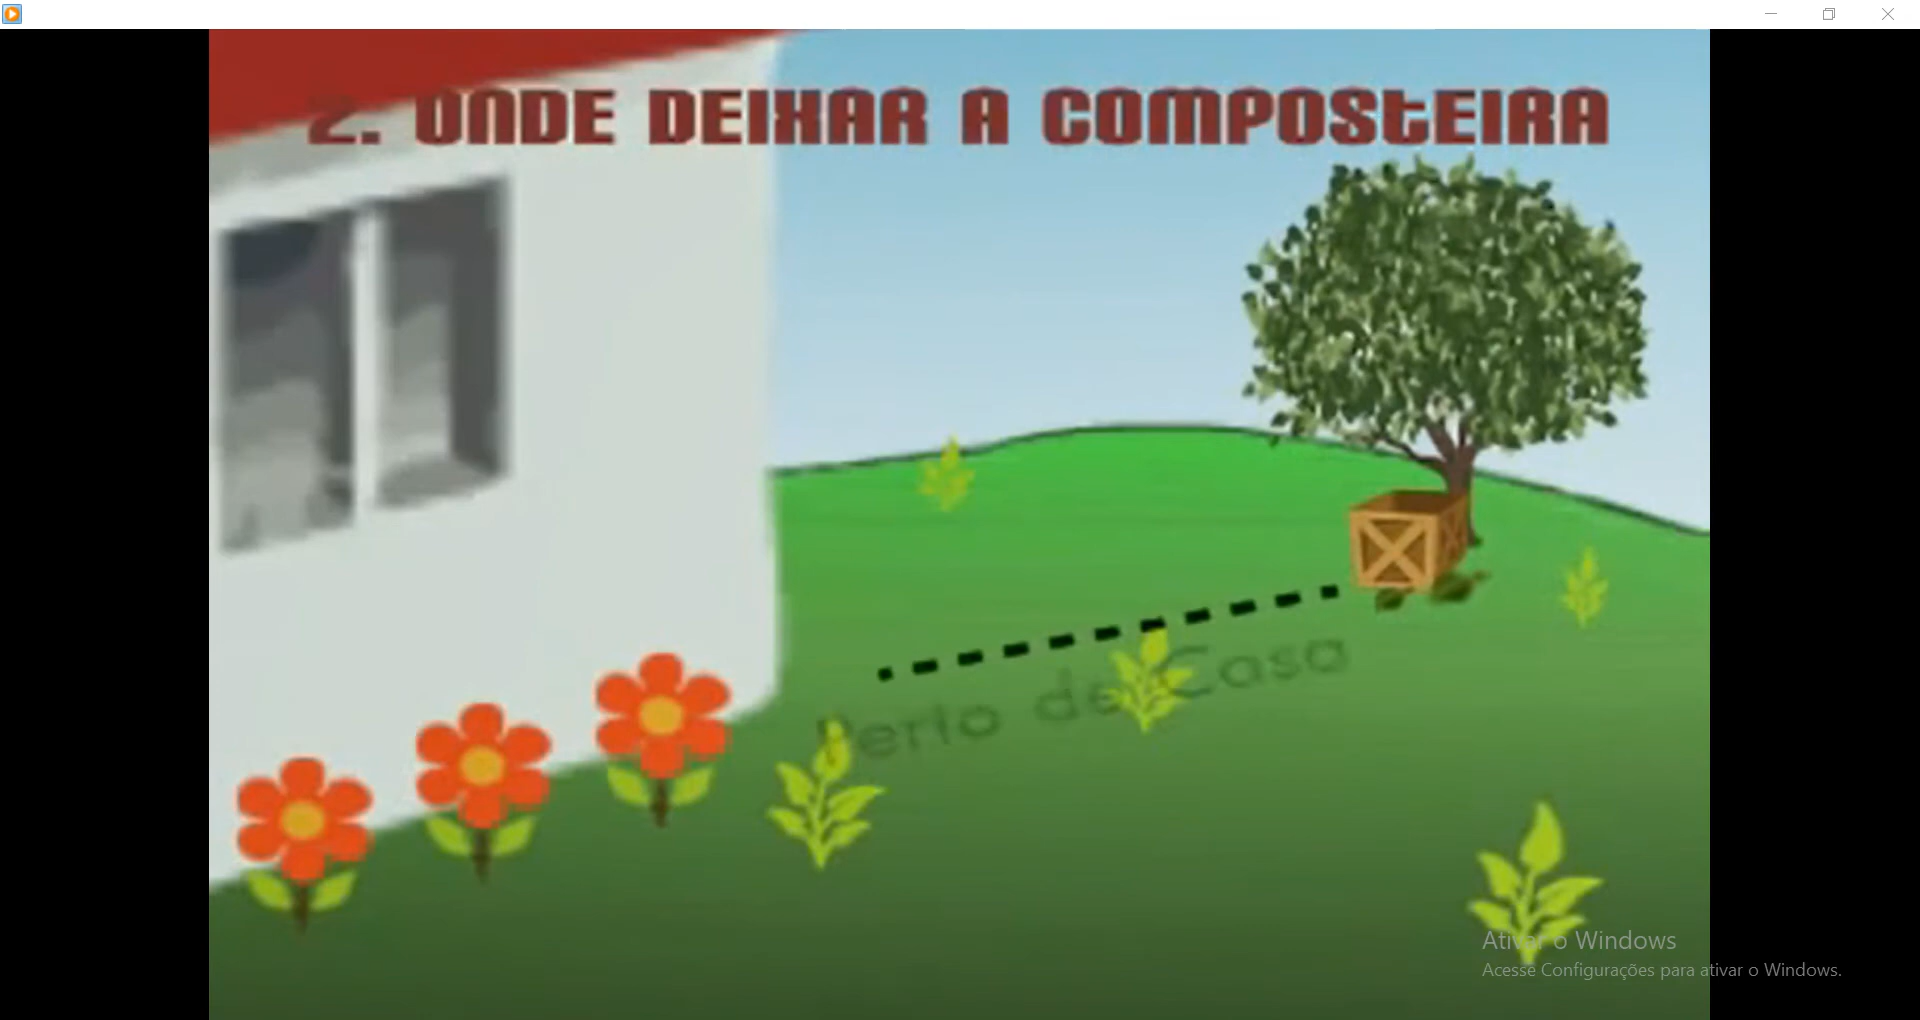 2. ONDE DEIXAR A COMPOSTEIRA
Perto de Casa
Ativar o Windows
Acesse Configurações para ativar o Windows.